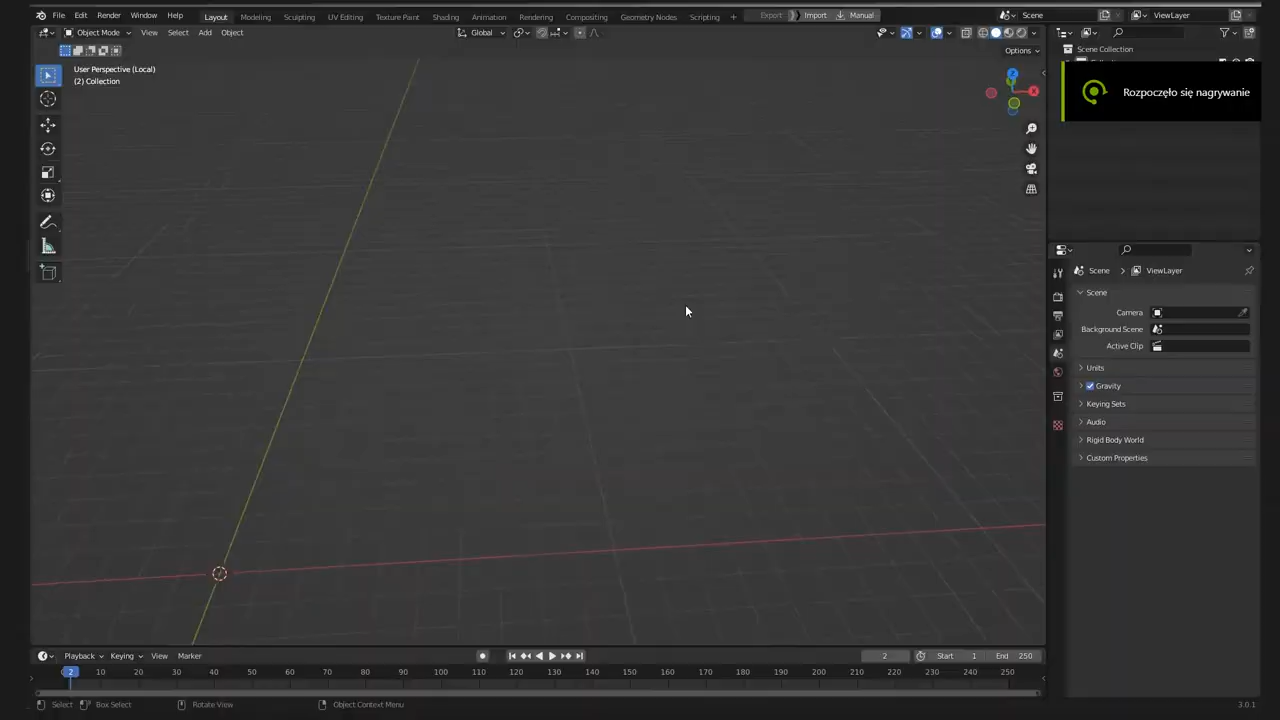 File Edit Render Window Help Layout Modeling Sculpting UV Editing Texture Paint Shading Animation Rendering Compositing Geometry Nodes Scripting + Export Import Manual Scene ViewLayer
Object Mode View Select Add Object Global
Options
User Perspective (Local)
(2) Collection
Z
X
Scene Collection
Rozpoczęło się nagrywanie
Scene > ViewLayer
Scene
Camera
Background Scene
Active Clip
Units
Gravity
Keying Sets
Audio
Rigid Body World
Custom Properties
Playback Keying View Marker 2 Start 1 End 250
2 10 20 30 40 50 60 70 80 90 100 110 120 130 140 150 160 170 180 190 200 210 220 230 240 250
Select Box Select Rotate View Object Context Menu 3.0.1